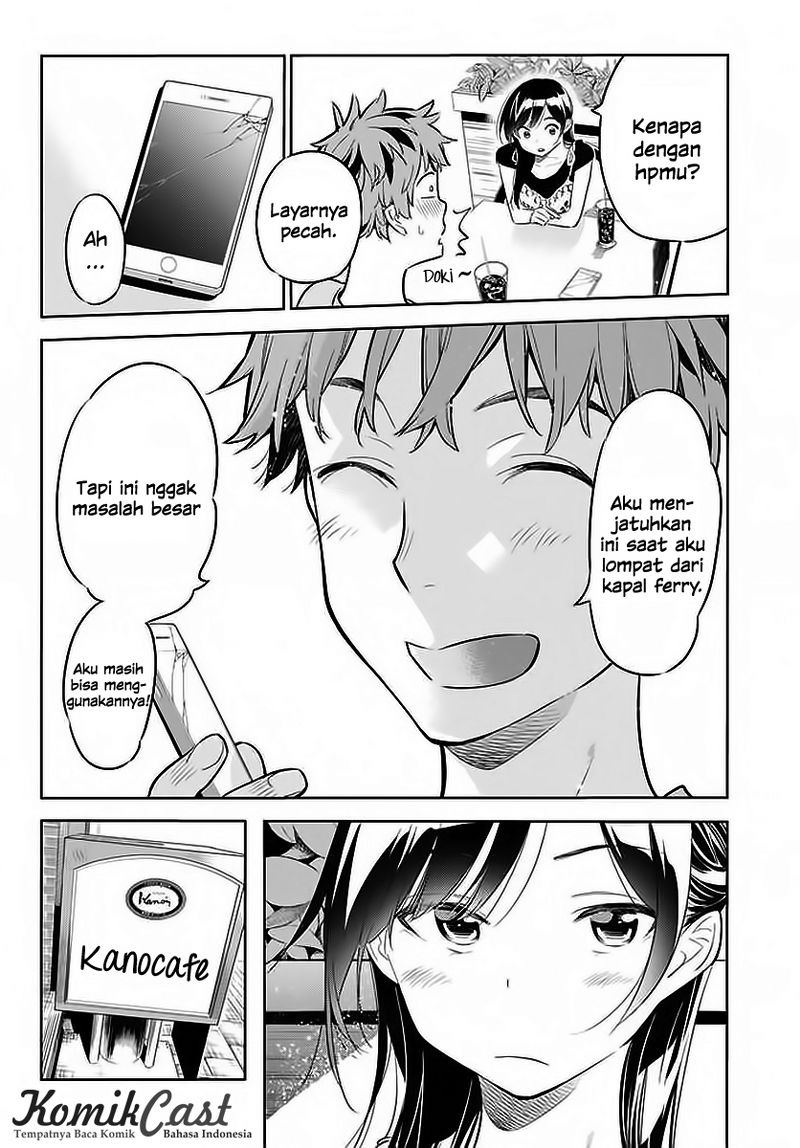 Kenapa
dengan
hpmu?
Layarnya
pecah.
Doki ~
Ah
...
Aku men-
jatuhkan
ini saat aku
lompat dari
kapal ferry.
Tapi ini nggak
masalah besar
Aku masih
bisa meng-
gunakannya!
Kanon
Kanocafe
KomikCast
Tempatnya Baca Komik Bahasa Indonesia